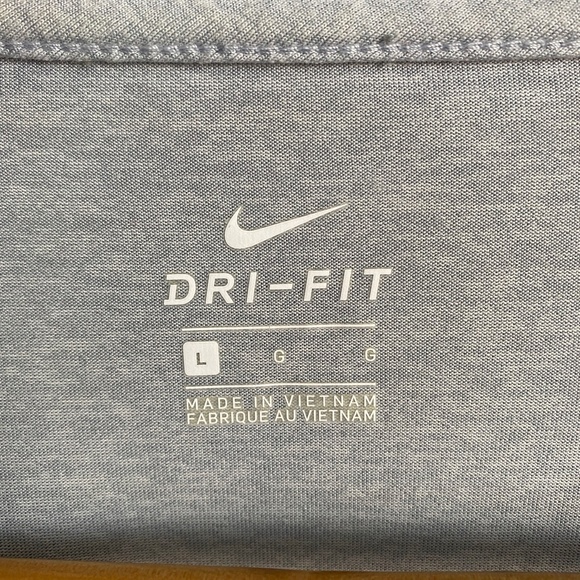 DRI-FIT
L G G
MADE IN VIETNAM
FABRIQUE AU VIETNAM